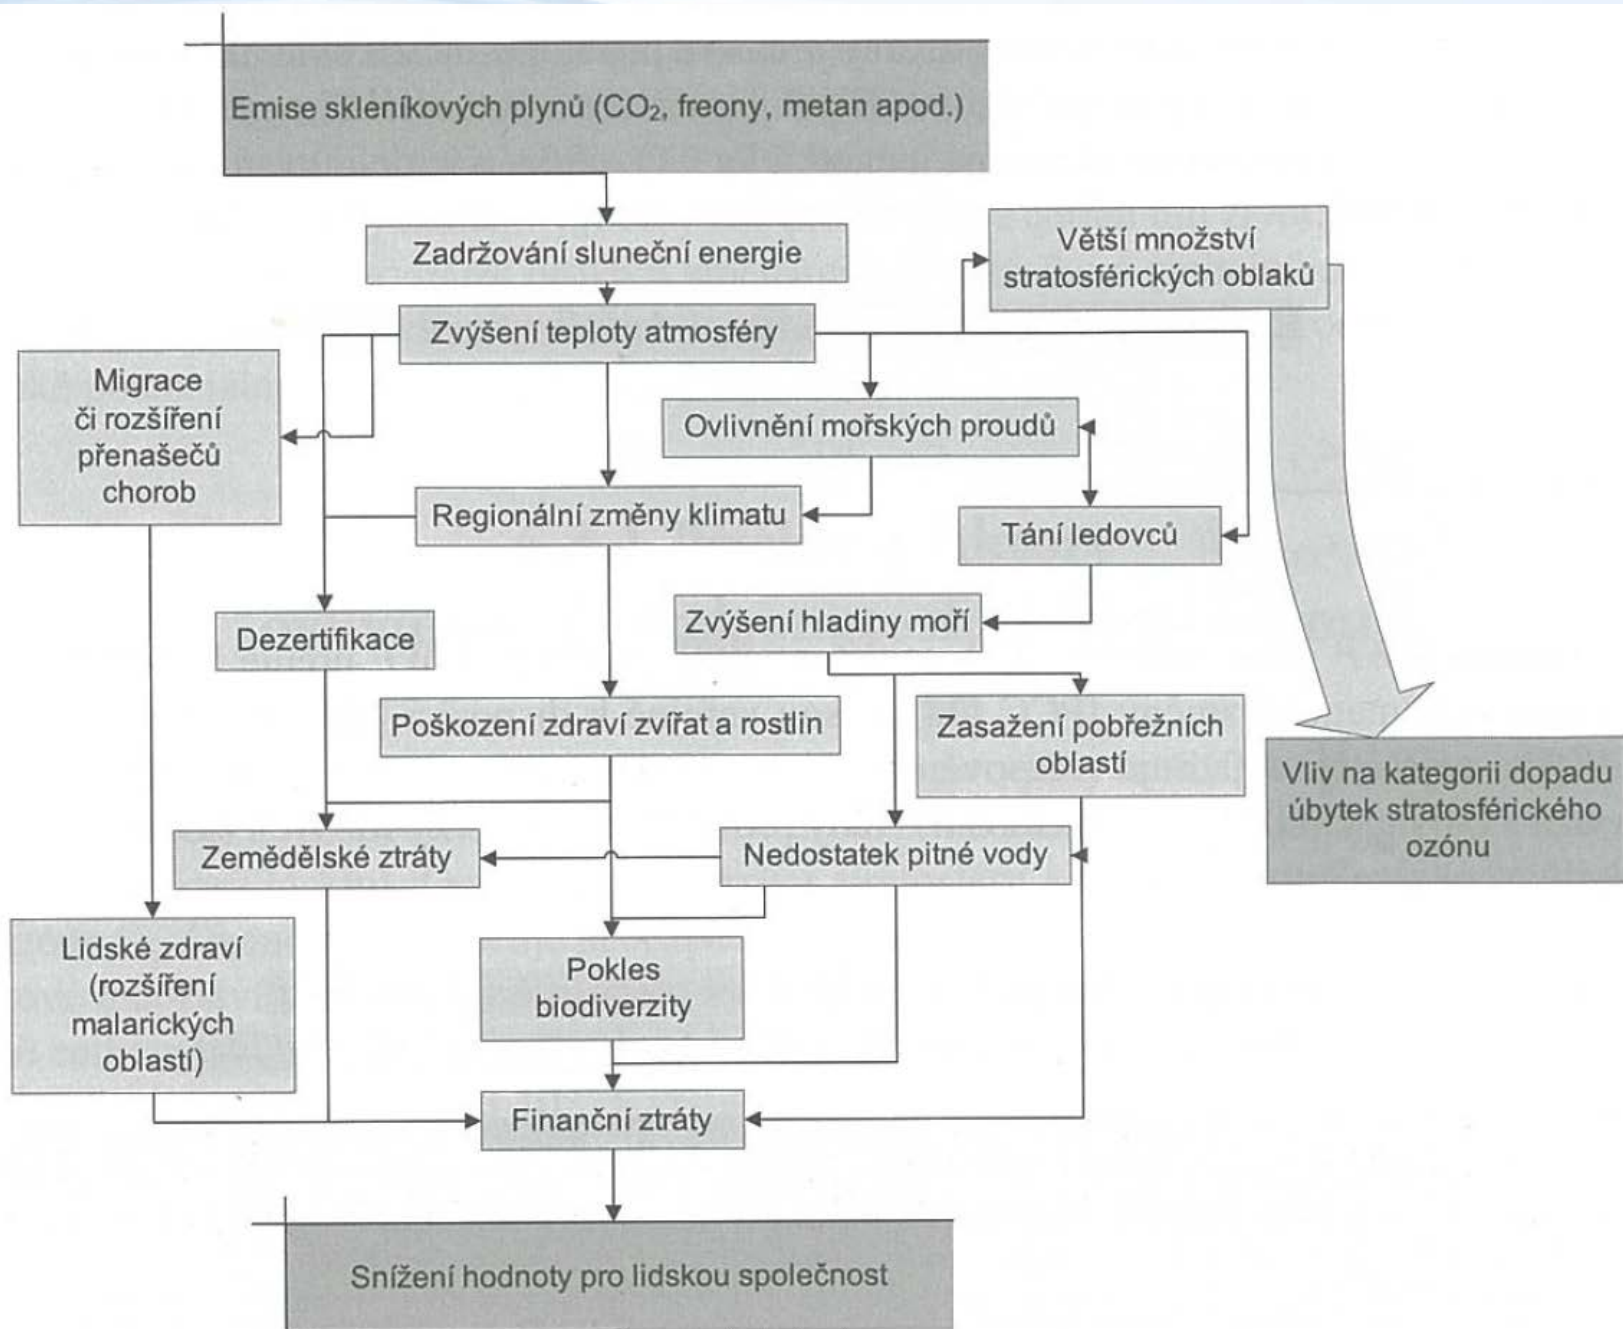 Emise skleníkových plynů (CO₂, freony, metan apod.)
Zadržování sluneční energie
Větší množství
stratosférických oblaků
Zvýšení teploty atmosféry
Migrace
či rozšíření
přenašečů
chorob
Ovlivnění mořských proudů
Regionální změny klimatu
Tání ledovců
Dezertifikace
Zvýšení hladiny moří
Poškození zdraví zvířat a rostlin
Zasažení pobřežních
oblastí
Vliv na kategorii dopadu
úbytek stratosférického
ozónu
Zemědělské ztráty
Nedostatek pitné vody
Lidské zdraví
(rozšíření
malarických
oblastí)
Pokles
biodiverzity
Finanční ztráty
Snížení hodnoty pro lidskou společnost